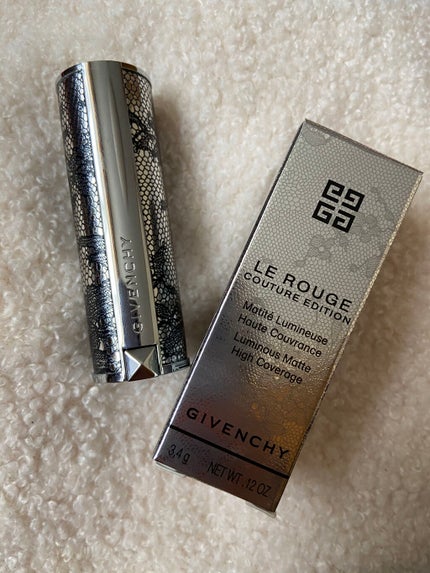 GIVENCHY
LE ROUGE
COUTURE EDITION
Matité Lumineuse
Haute Couvrance
Luminous Matte
High Coverage
GIVENCHY
3,4 g NET WT .12 OZ